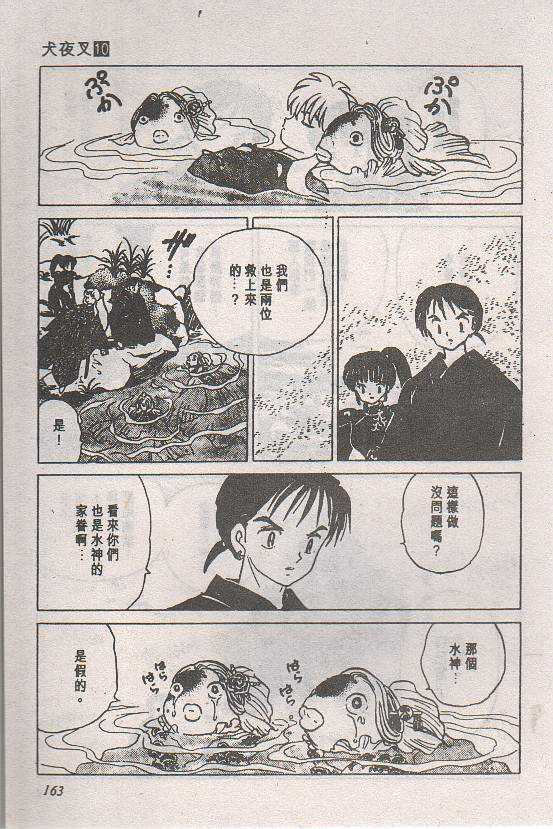 犬夜叉10
ぷか
ぷか
我們
也是兩位
救上來
的…?
是!
這樣做
沒問題嗎?
看來你們
也是水神的
家眷啊…
那個
水神…
はら
はら
はら
はら
是假的。
163